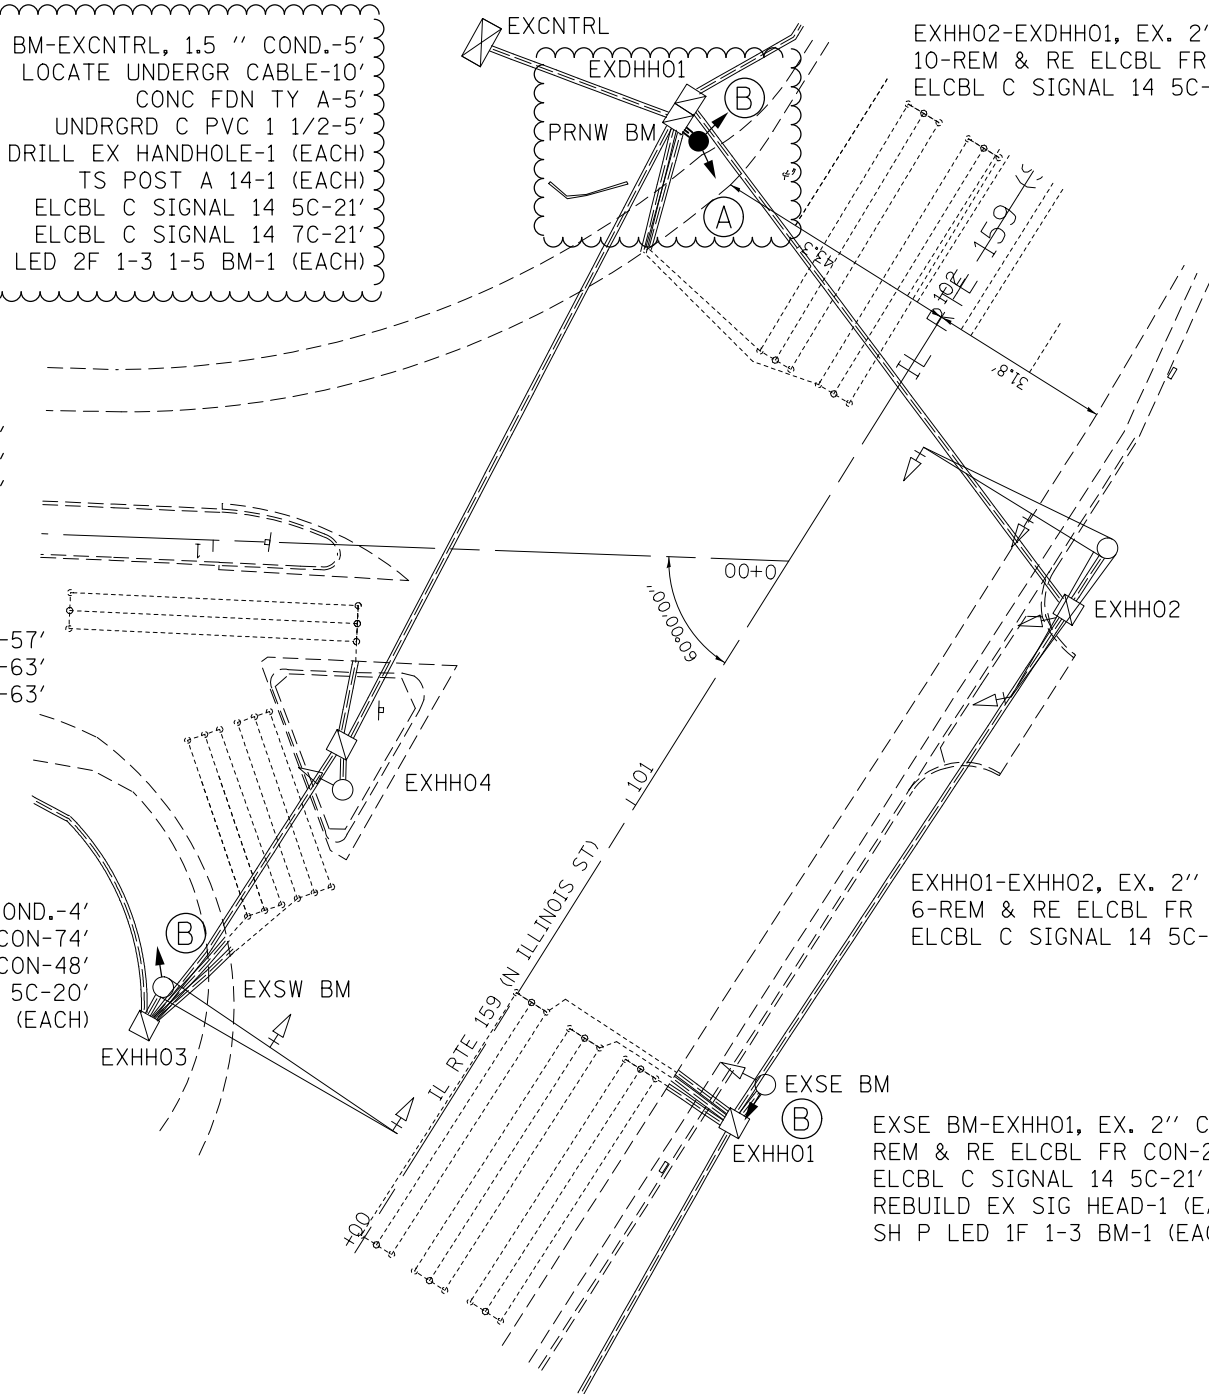 BM-EXCNTRL, 1.5 '' COND.-5'
LOCATE UNDERGR CABLE-10'
CONC FDN TY A-5'
UNDRGRD C PVC 1 1/2-5'
DRILL EX HANDHOLE-1 (EACH)
TS POST A 14-1 (EACH)
ELCBL C SIGNAL 14 5C-21'
ELCBL C SIGNAL 14 7C-21'
LED 2F 1-3 1-5 BM-1 (EACH)
EXCNTRL
EXDHH01
PRNW BM
B
A
EXHH02-EXDHH01, EX. 2'
10-REM & RE ELCBL FR
ELCBL C SIGNAL 14 5C-
43.3'
102
IL 159
31.8'
1
0+00
60°00'00"
EXHH02
-57'
-63'
-63'
EXHH04
101
IL RTE 159 (N ILLINOIS ST)
OND.-4'
CON-74'
CON-48'
5C-20'
(EACH)
B
EXSW BM
EXHH03
EXHH01-EXHH02, EX. 2''
6-REM & RE ELCBL FR
ELCBL C SIGNAL 14 5C-
EXSE BM
B
EXHH01
+00
EXSE BM-EXHH01, EX. 2'' C
REM & RE ELCBL FR CON-2
ELCBL C SIGNAL 14 5C-21'
REBUILD EX SIG HEAD-1 (EA
SH P LED 1F 1-3 BM-1 (EAC